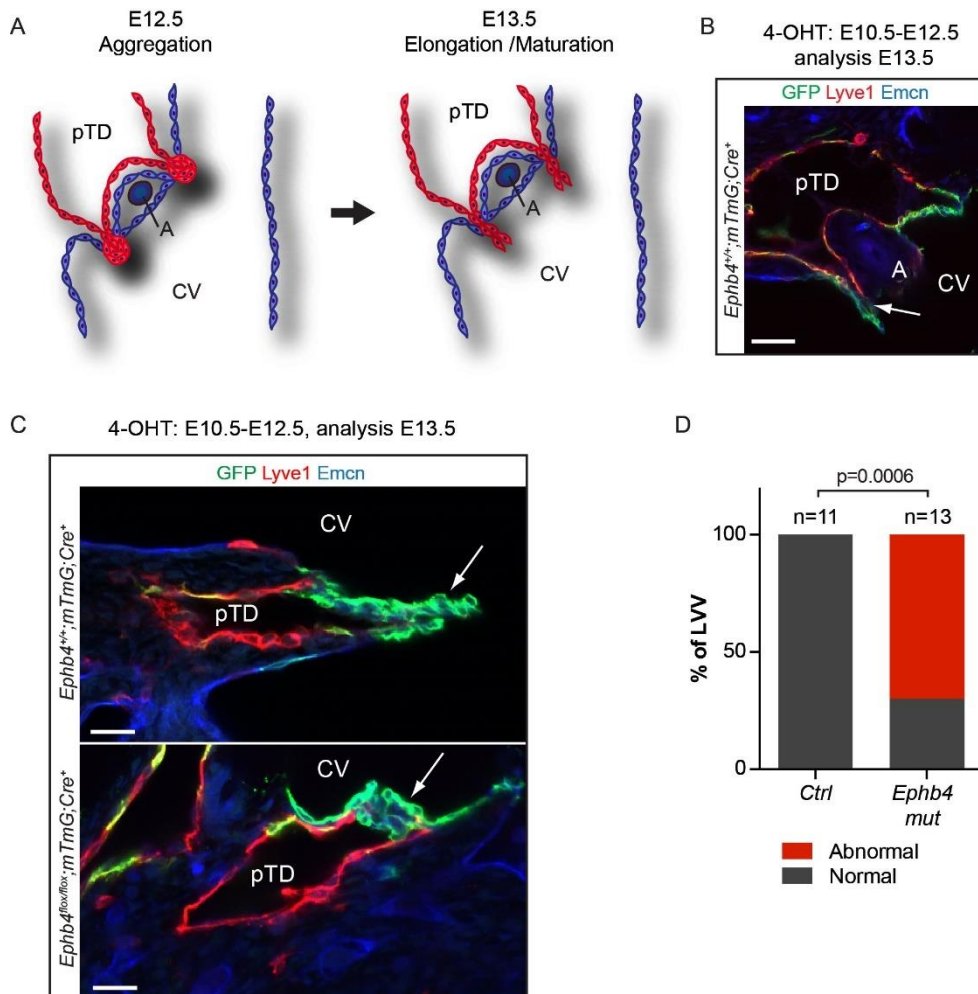 A
E12.5
Aggregation
pTD
A
CV
E13.5
Elongation /Maturation
pTD
A
CV
B
4-OHT: E10.5-E12.5
analysis E13.5
GFP Lyve1 Emcn
Ephb4+/+;mTmG;Cre+
pTD
A
CV
C
4-OHT: E10.5-E12.5, analysis E13.5
GFP Lyve1 Emcn
Ephb4+/+;mTmG;Cre+
CV
pTD
Ephb4flox/flox;mTmG;Cre+
CV
pTD
D
p=0.0006
n=11 n=13
% of LVV
100
50
0
Ctrl
Ephb4
mut
Abnormal
Normal